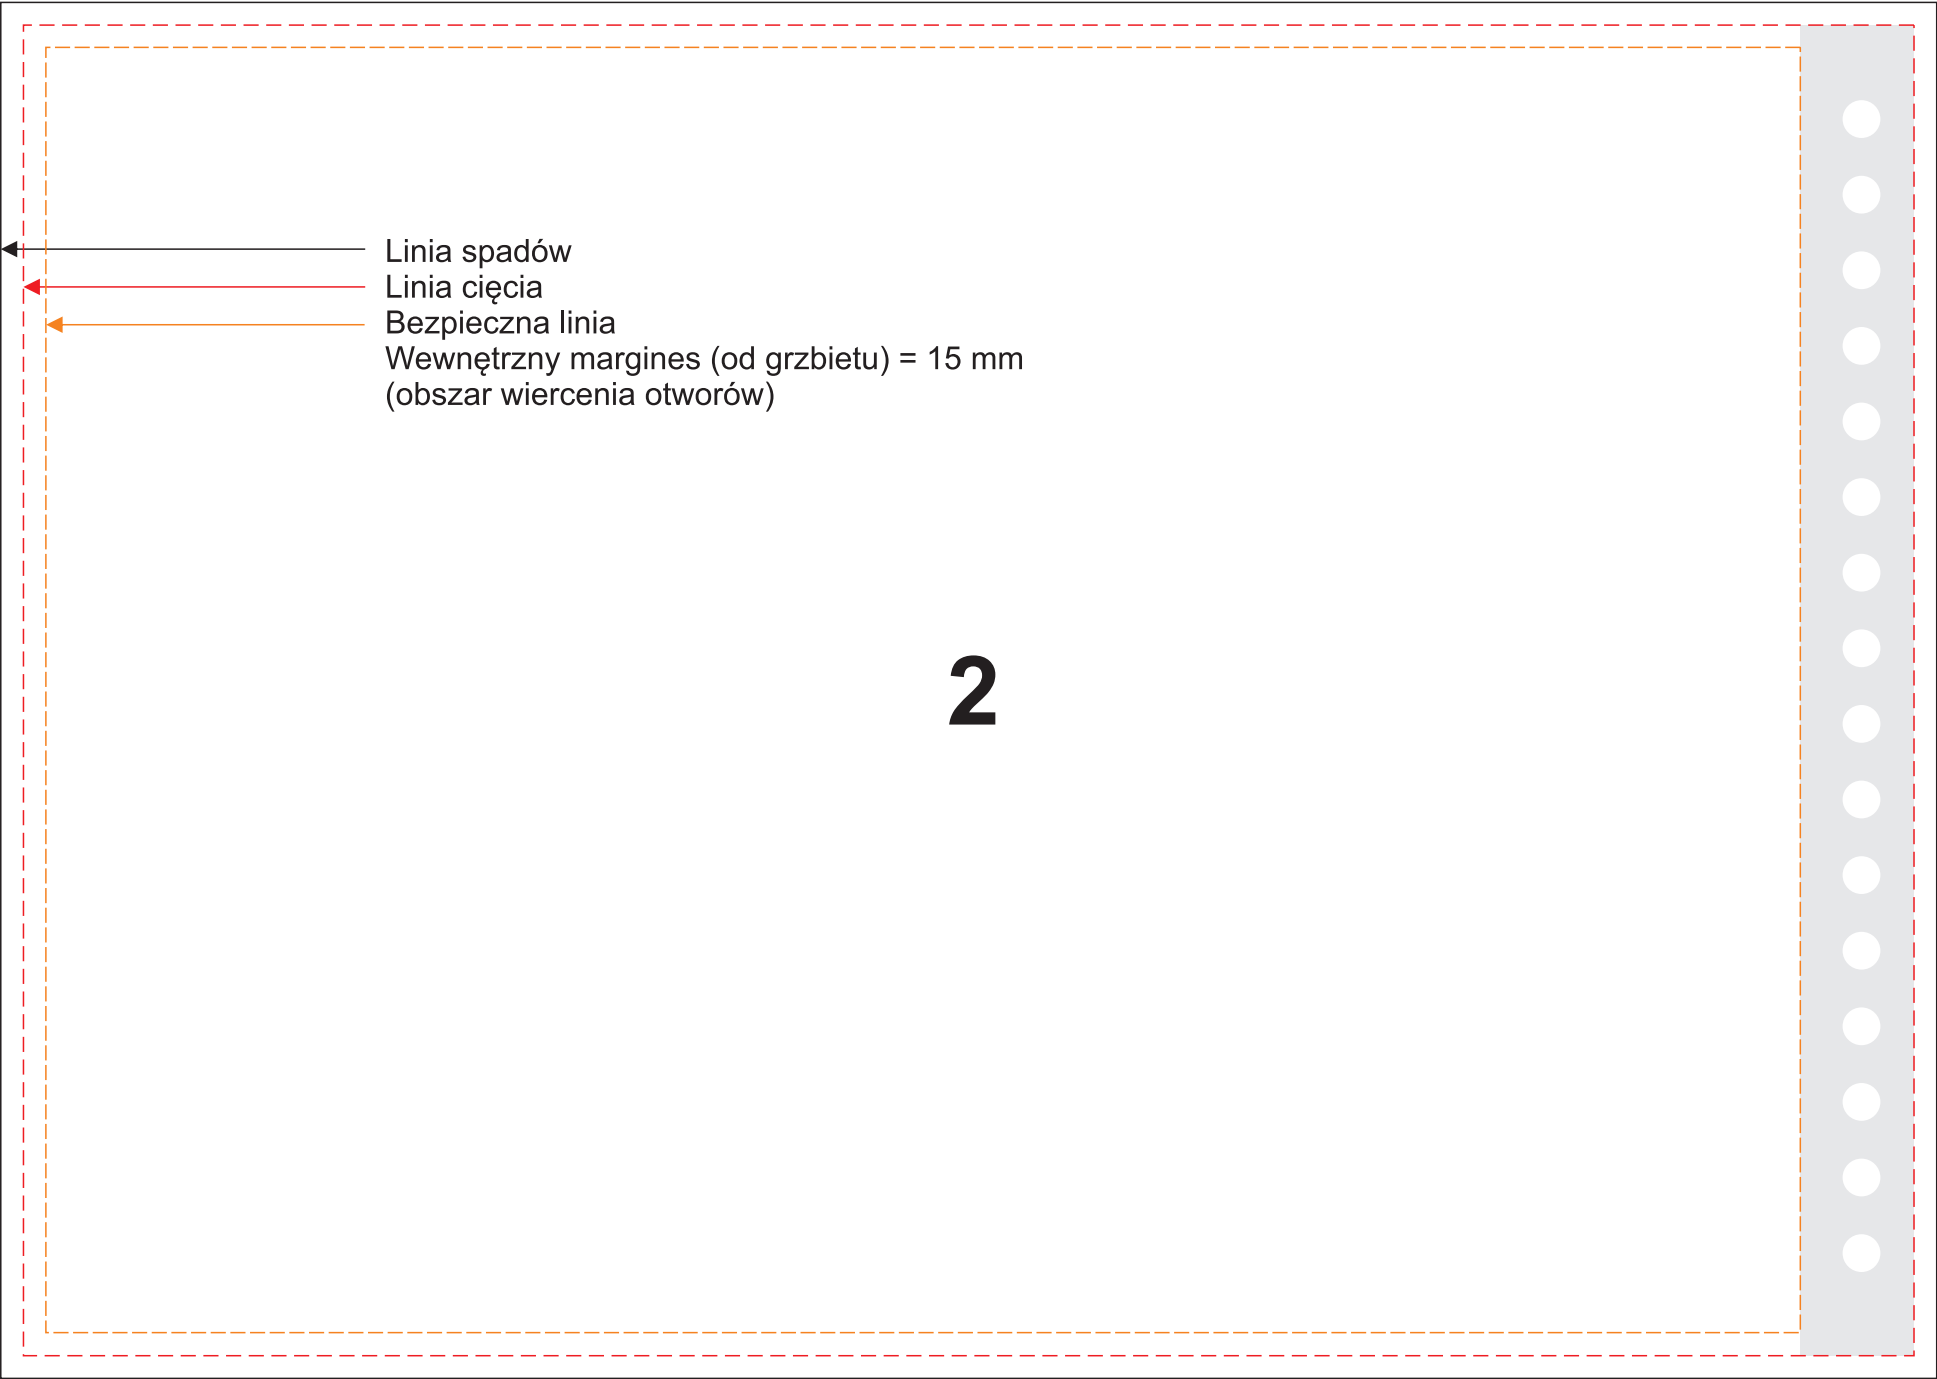 Linia spadów
Linia cięcia
Bezpieczna linia
Wewnętrzny margines (od grzbietu) = 15 mm
(obszar wiercenia otworów)
2